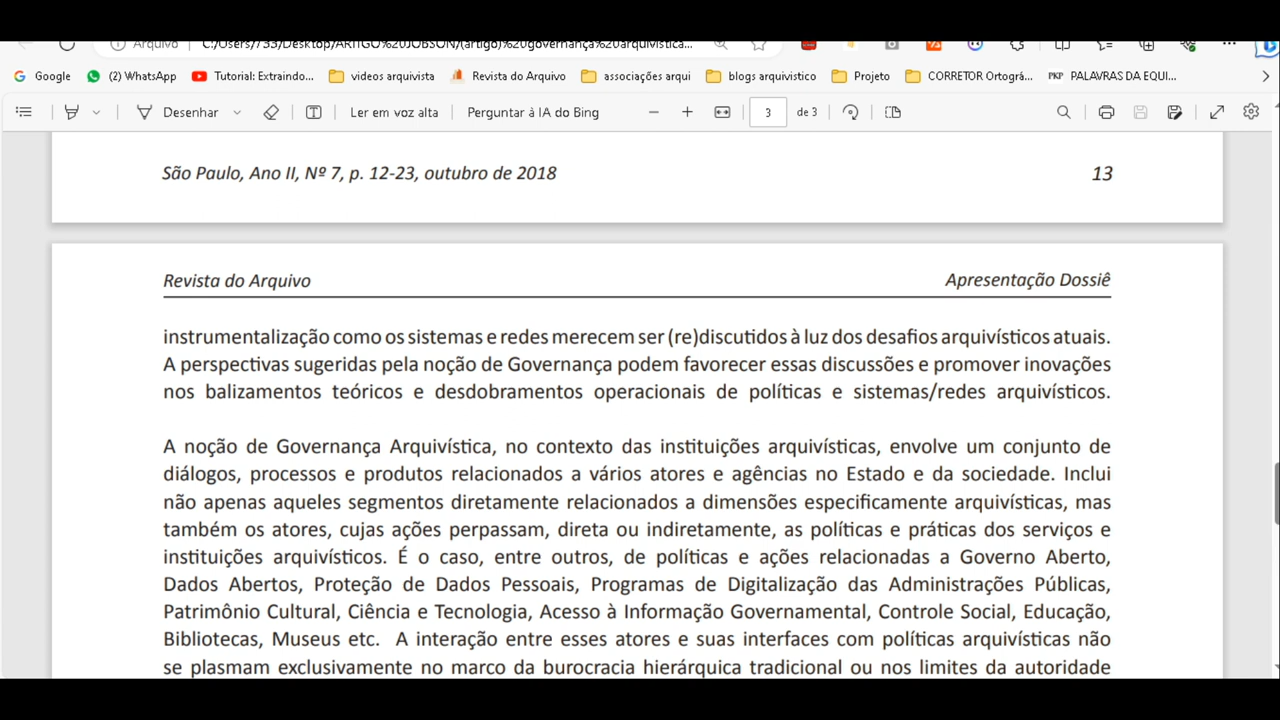 Arquivo
C:/Users/733/Desktop/ARTIGO%20JOBSON/(artigo)%20governança%20arquivistica...
Google
(2) WhatsApp
Tutorial: Extraindo...
videos arquivista
Revista do Arquivo
associações arqui
blogs arquivistico
Projeto
CORRETOR Ortográ...
PKP PALAVRAS DA EQUI...
Desenhar
Ler em voz alta
Perguntar à IA do Bing
3
de 3
São Paulo, Ano II, Nº 7, p. 12-23, outubro de 2018 13
Revista do Arquivo Apresentação Dossiê
instrumentalização como os sistemas e redes merecem ser (re)discutidos à luz dos desafios arquivísticos atuais.
A perspectivas sugeridas pela noção de Governança podem favorecer essas discussões e promover inovações
nos balizamentos teóricos e desdobramentos operacionais de políticas e sistemas/redes arquivísticos.
A noção de Governança Arquivística, no contexto das instituições arquivísticas, envolve um conjunto de
diálogos, processos e produtos relacionados a vários atores e agências no Estado e da sociedade. Inclui
não apenas aqueles segmentos diretamente relacionados a dimensões especificamente arquivísticas, mas
também os atores, cujas ações perpassam, direta ou indiretamente, as políticas e práticas dos serviços e
instituições arquivísticos. É o caso, entre outros, de políticas e ações relacionadas a Governo Aberto,
Dados Abertos, Proteção de Dados Pessoais, Programas de Digitalização das Administrações Públicas,
Patrimônio Cultural, Ciência e Tecnologia, Acesso à Informação Governamental, Controle Social, Educação,
Bibliotecas, Museus etc. A interação entre esses atores e suas interfaces com políticas arquivísticas não
se plasmam exclusivamente no marco da burocracia hierárquica tradicional ou nos limites da autoridade